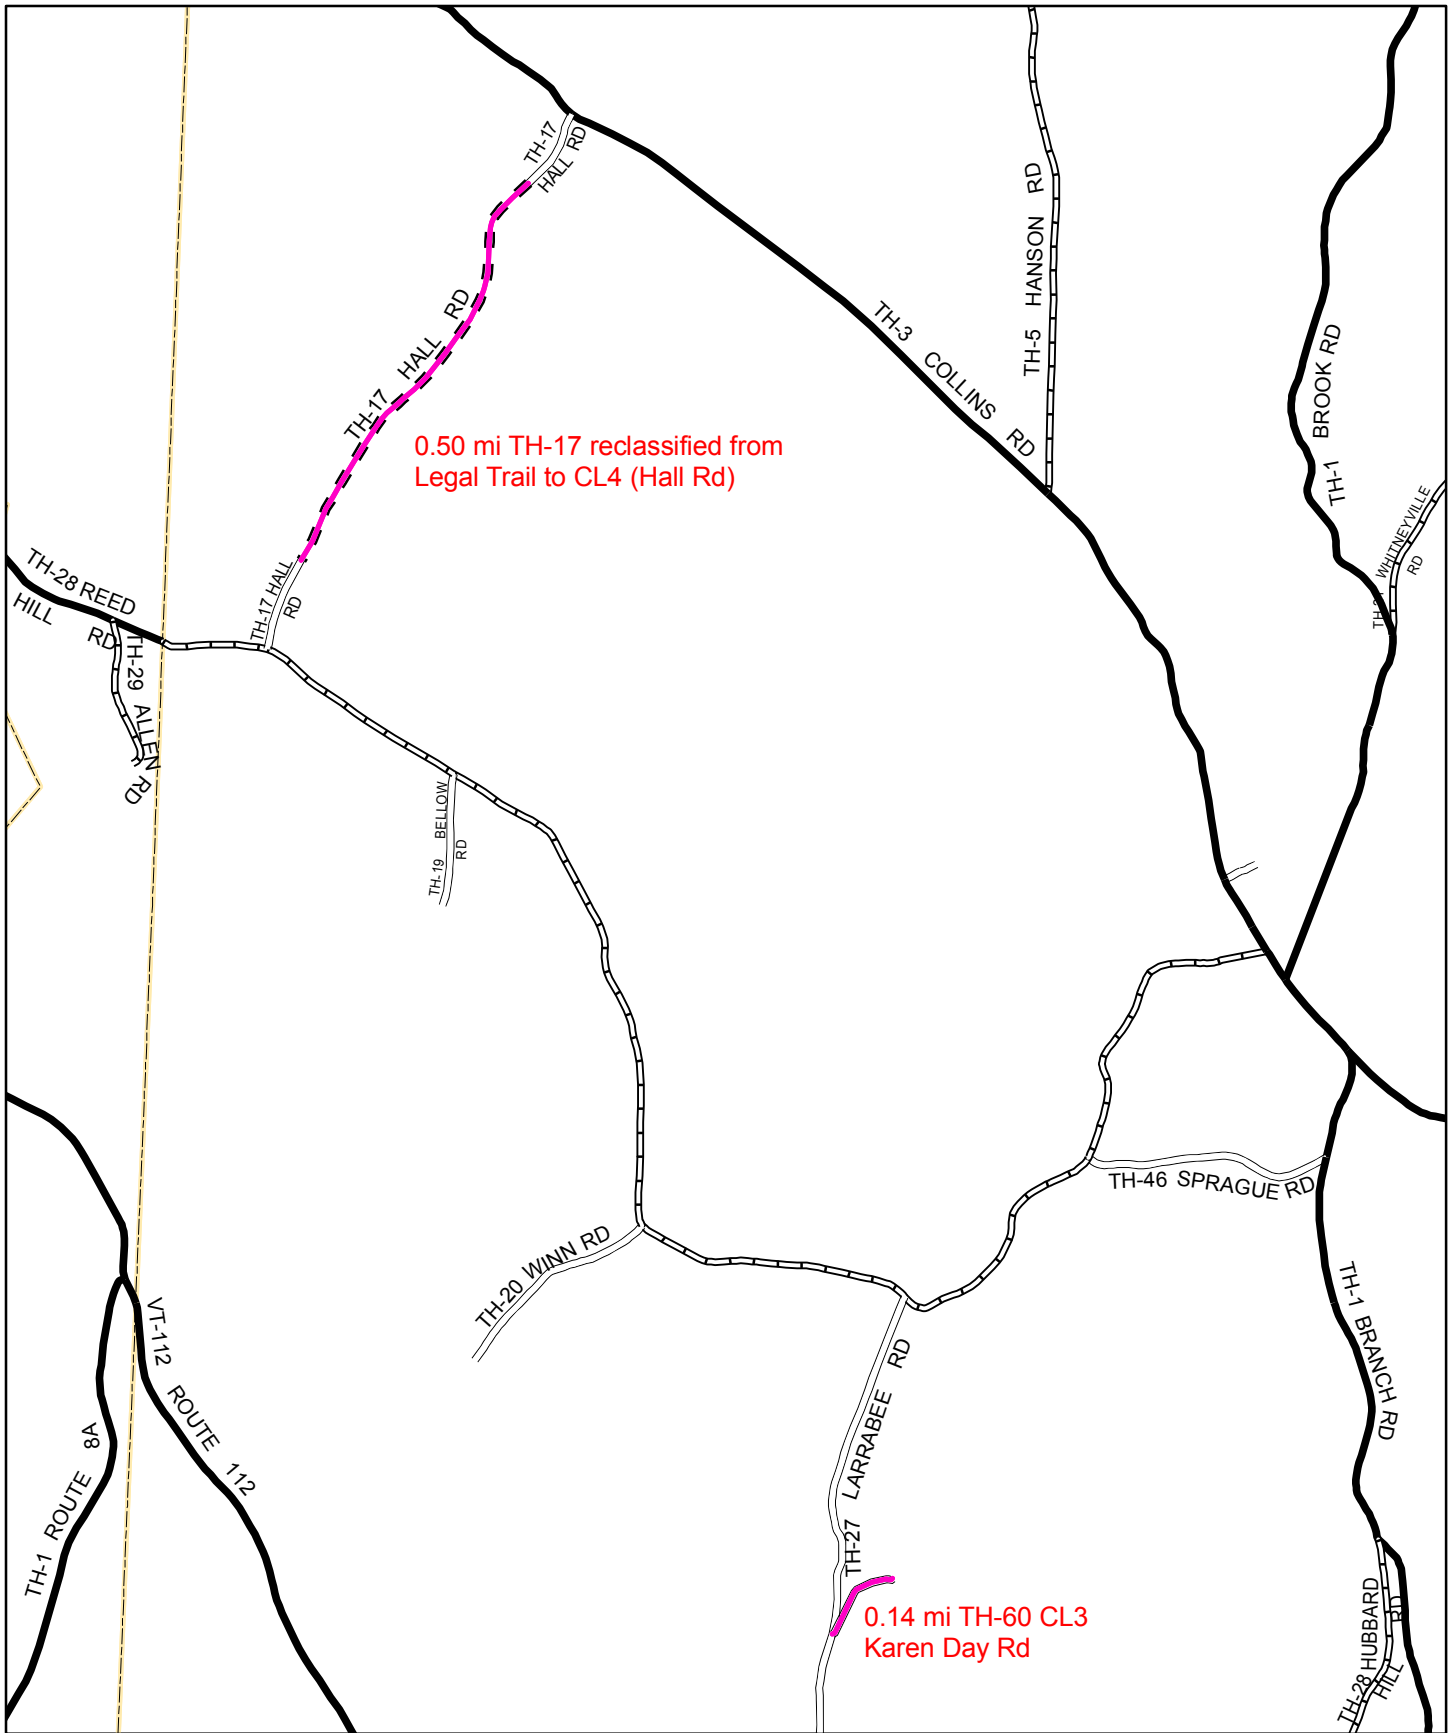 TH-17
HALL RD
TH-17 HALL RD
0.50 mi TH-17 reclassified from
Legal Trail to CL4 (Hall Rd)
TH-3 COLLINS RD
TH-5 HANSON RD
TH-1 BROOK RD
WHITNEYVILLE
RD
TH-28 REED
HILL RD
TH-17 HALL
RD
TH-29 ALLEN
RD
TH-19 BELLOW
RD
TH-46 SPRAGUE RD
TH-20 WINN RD
VT-112 ROUTE 112
TH-1 ROUTE 8A
TH-27 LARRABEE RD
TH-1 BRANCH RD
0.14 mi TH-60 CL3
Karen Day Rd
TH-28 HUBBARD
HILL RD